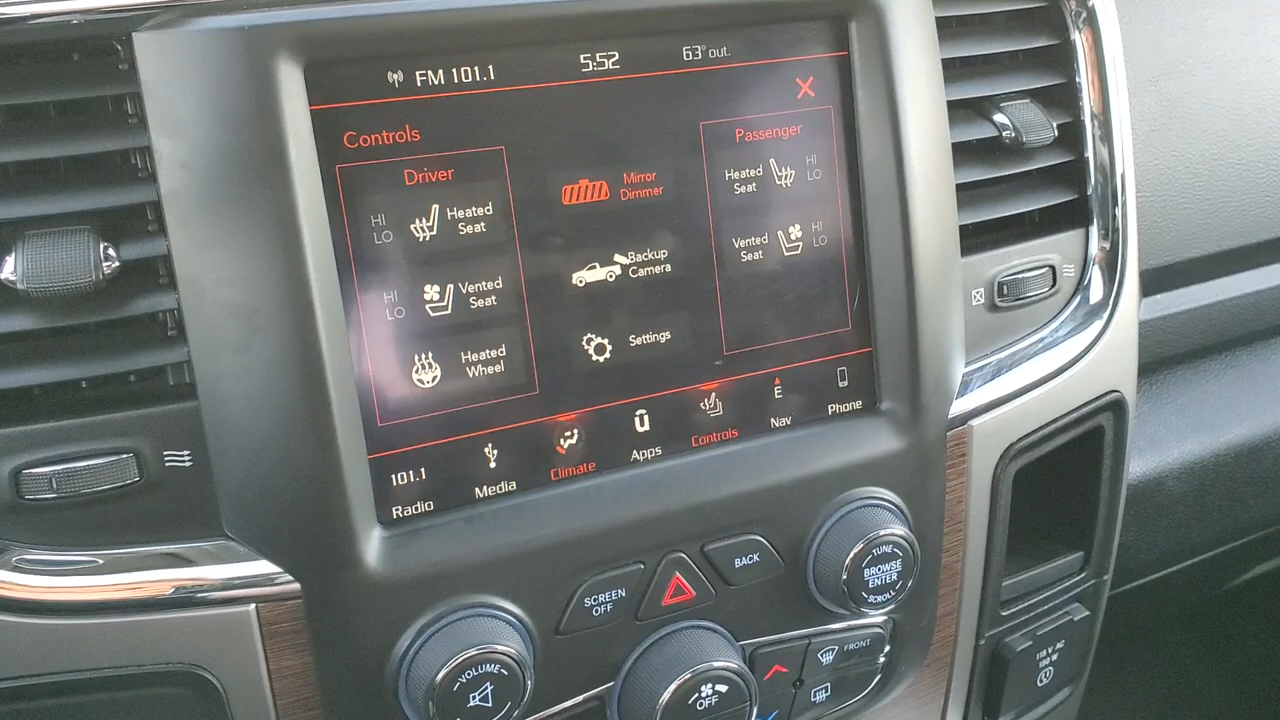 FM 101.1
5:52
63° out.
Controls
Driver
HI
LO
Heated
Seat
HI
LO
Vented
Seat
Heated
Wheel
Mirror
Dimmer
Backup
Camera
Settings
Passenger
Heated
Seat
HI
LO
Vented
Seat
HI
LO
101.1
Radio
Media
Climate
Apps
Controls
E
Nav
Phone
SCREEN
OFF
BACK
TUNE
BROWSE
ENTER
SCROLL
VOLUME
OFF
FRONT
115 V AC
150 W